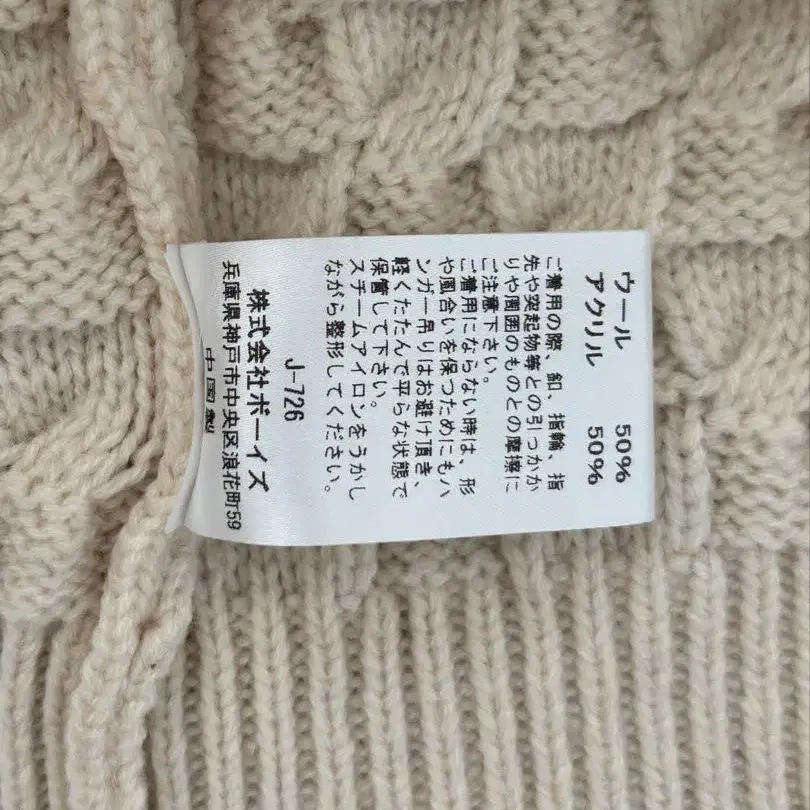 ウール 50%
アクリル 50%
ご着用の際、釦、指輪、指
先や突起物等との引っかか
りや周囲のものとの摩擦に
ご注意下さい。
ご着用にならない時は、形
や風合いを保つためにもハ
ンガー吊りはお避け頂き、
軽くたたんで平らな状態で
保管して下さい。
スチームアイロンをうかし
ながら整形してください。
J-726
株式会社ボーイズ
兵庫県神戸市中央区浪花町59
中国製